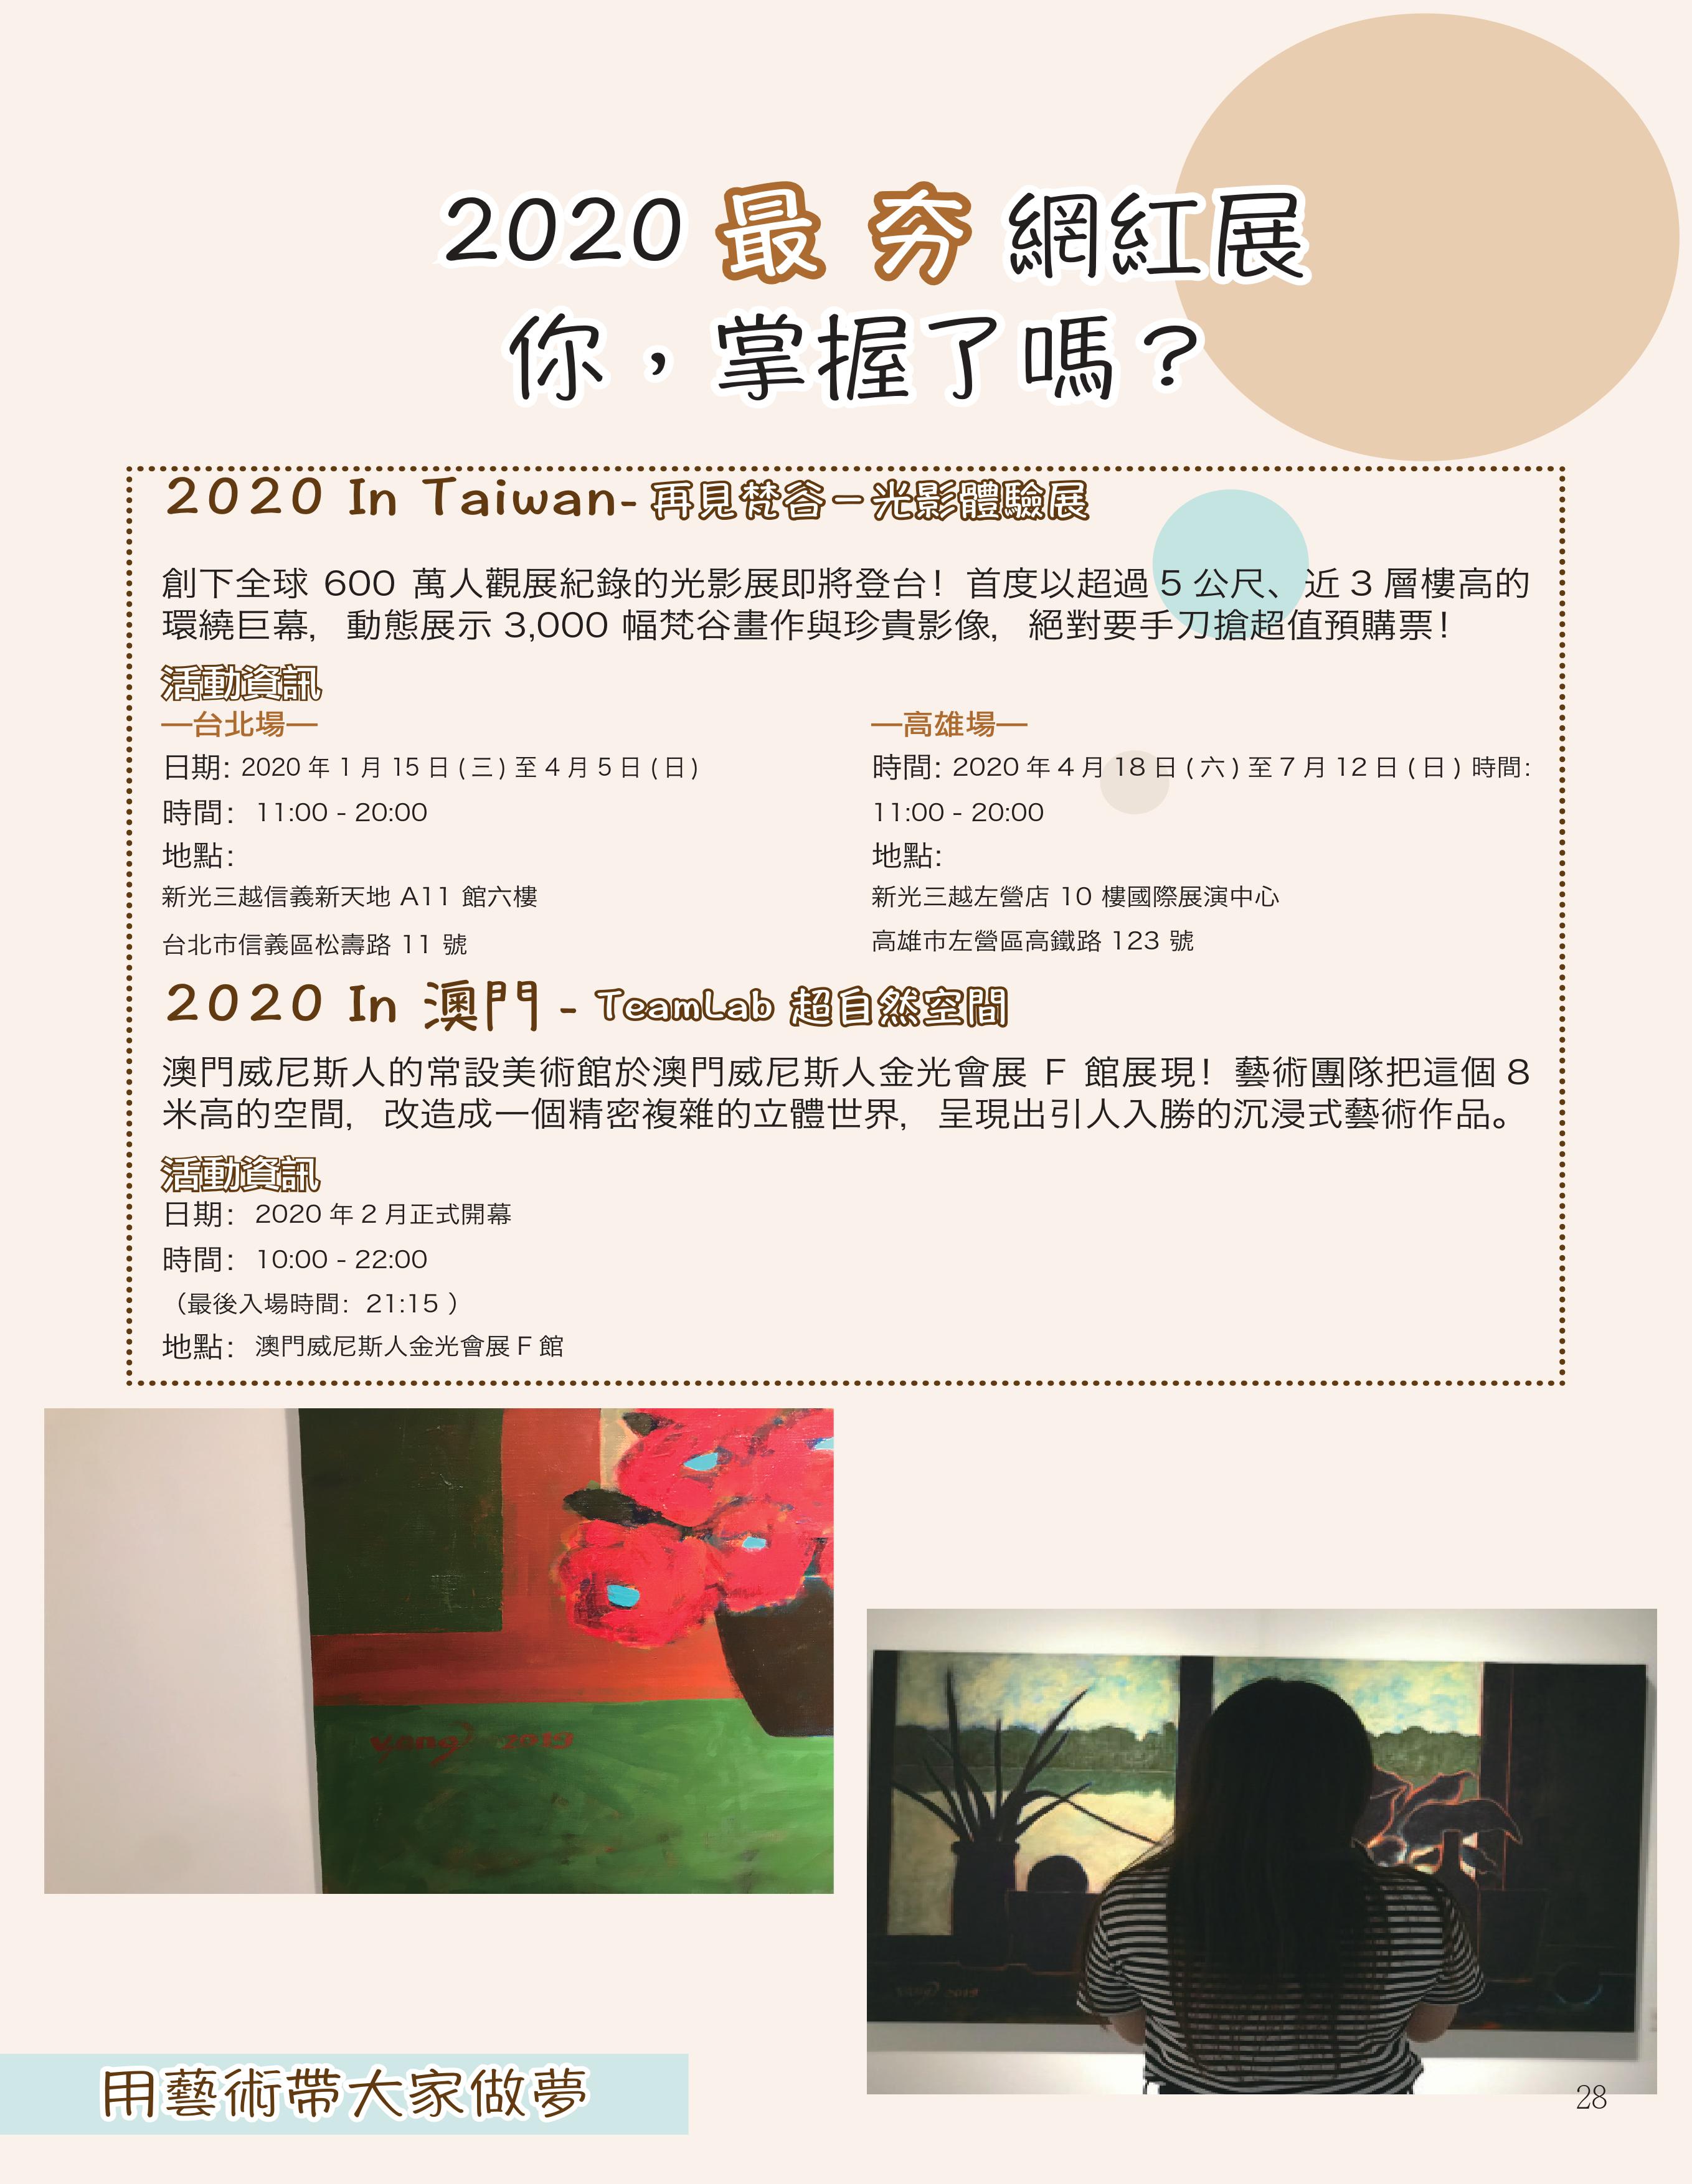 2020 最 夯 網紅展
你，掌握了嗎？
2020 In Taiwan- 再見梵谷－光影體驗展
創下全球 600 萬人觀展紀錄的光影展即將登台！首度以超過 5 公尺、近 3 層樓高的
環繞巨幕，動態展示 3,000 幅梵谷畫作與珍貴影像，絕對要手刀搶超值預購票！
活動資訊
—台北場—
日期：2020 年 1 月 15 日 ( 三 ) 至 4 月 5 日 ( 日 )
時間：11:00 - 20:00
地點：
新光三越信義新天地 A11 館六樓
台北市信義區松壽路 11 號
—高雄場—
時間：2020 年 4 月 18 日 ( 六 ) 至 7 月 12 日 ( 日 ) 時間：
11:00 - 20:00
地點：
新光三越左營店 10 樓國際展演中心
高雄市左營區高鐵路 123 號
2020 In 澳門 - TeamLab 超自然空間
澳門威尼斯人的常設美術館於澳門威尼斯人金光會展 F 館展現！藝術團隊把這個 8
米高的空間，改造成一個精密複雜的立體世界，呈現出引人入勝的沉浸式藝術作品。
活動資訊
日期：2020 年 2 月正式開幕
時間：10:00 - 22:00
（最後入場時間：21:15 ）
地點：澳門威尼斯人金光會展 F 館
yong 2019
yong 2019
用藝術帶大家做夢
28